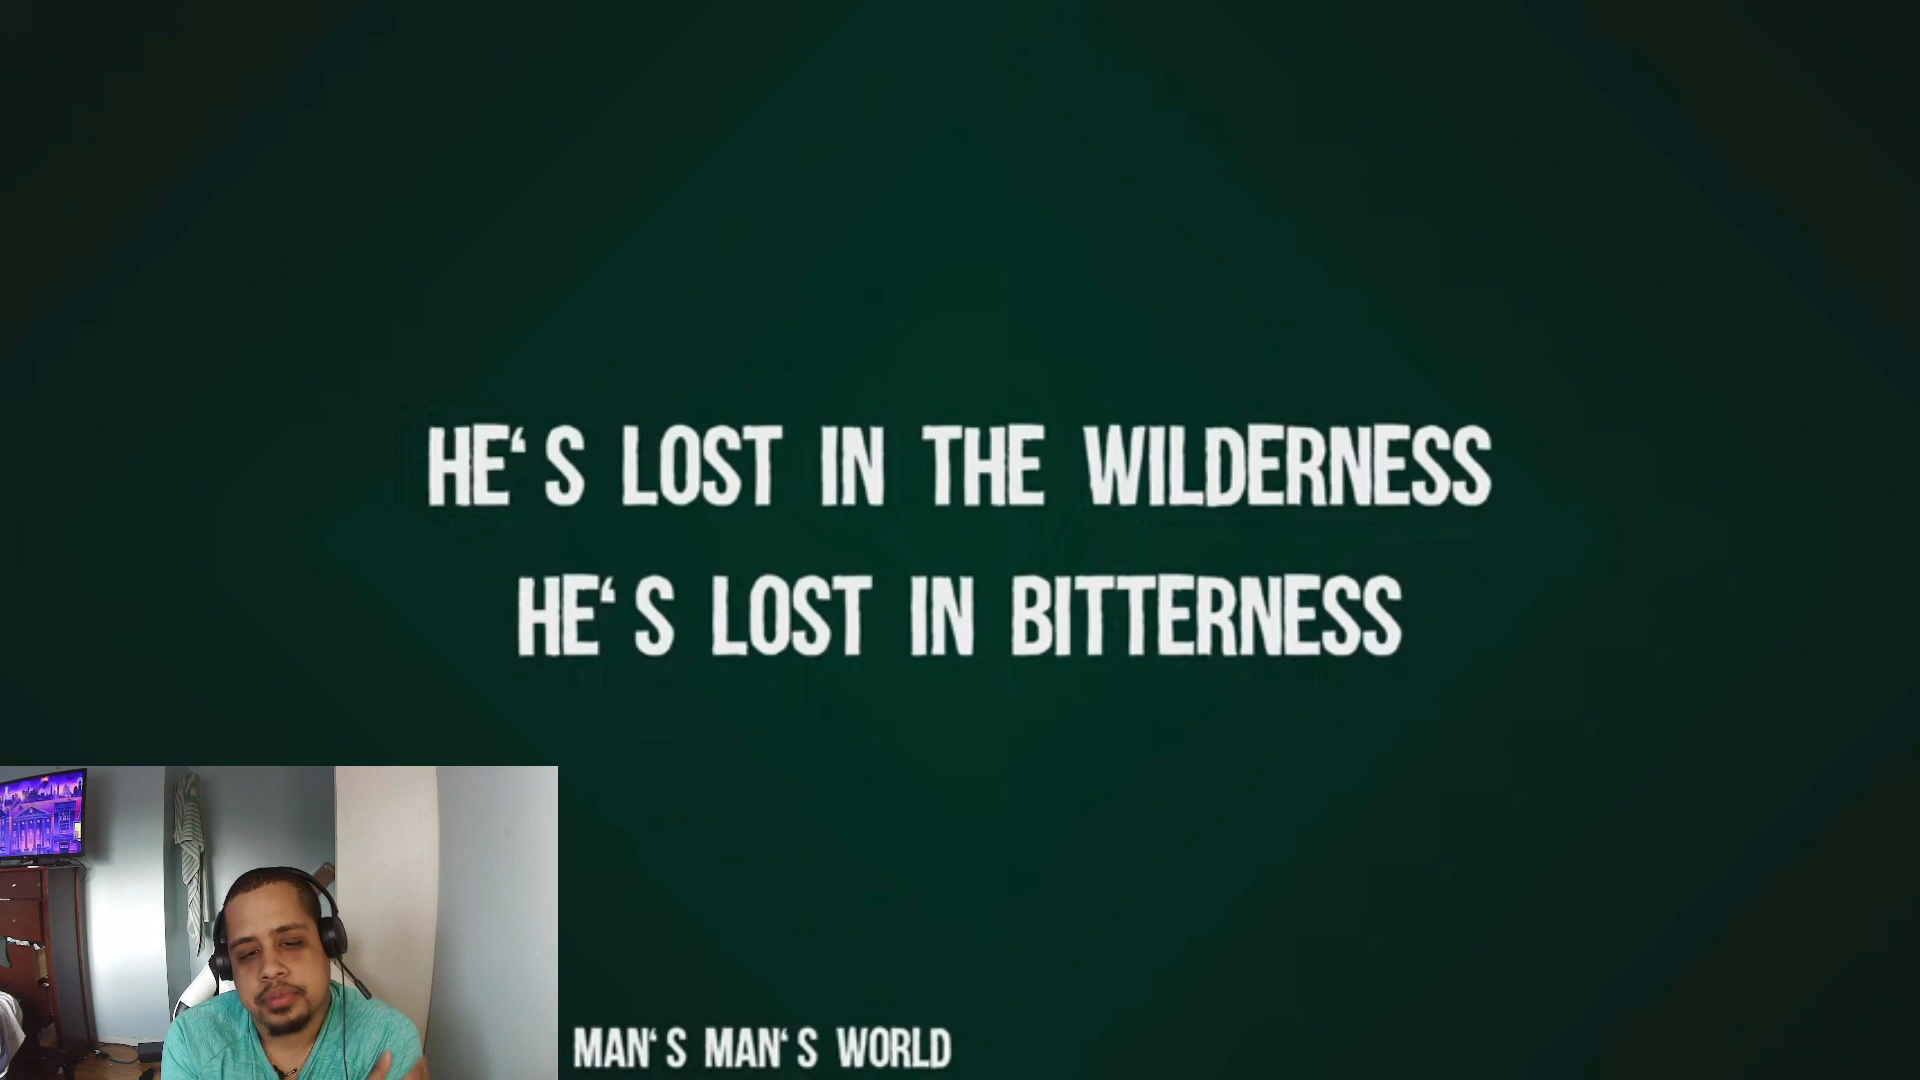 HE‘S LOST IN THE WILDERNESS
HE‘S LOST IN BITTERNESS
MAN‘S MAN‘S WORLD